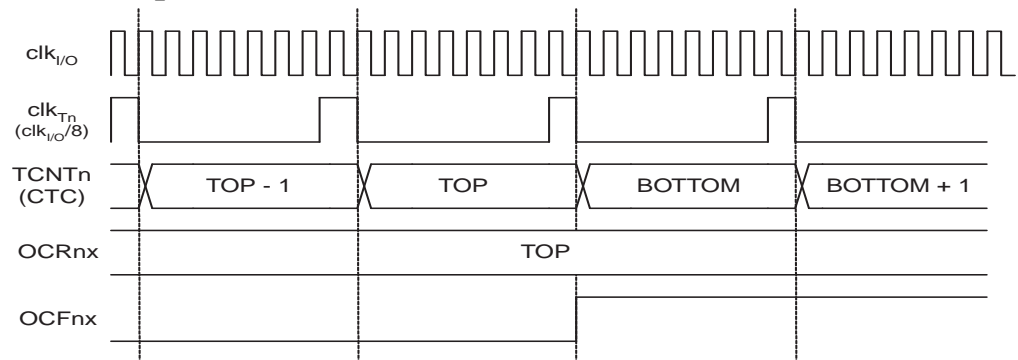 clkI/O
clkTn
(clkI/O/8)
TCNTn
(CTC)
TOP - 1
TOP
BOTTOM
BOTTOM + 1
OCRnx
TOP
OCFnx